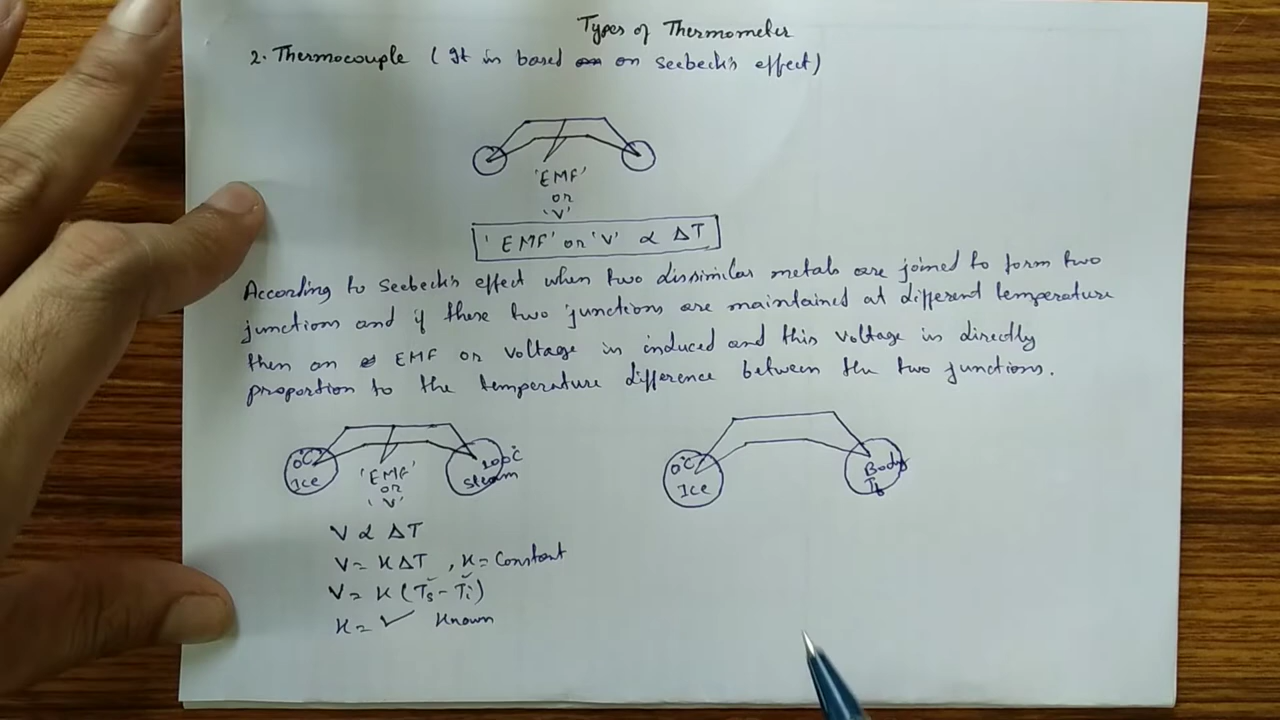 Types of Thermometer
2. Thermocouple (It is based on on Seebeck's effect)
'EMF'
or
'V'
'EMF' or 'V' ∝ ΔT
According to Seebeck's effect when two dissimilar metals are joined to form two
junctions and if these two junctions are maintained at different temperature
then an EMF or voltage is induced and this voltage is directly
proportion to the temperature difference between the two junctions.
0°C
Ice
'EMF'
or
'V'
100°C
Steam
0°C
Ice
Body
Tb
V ∝ ΔT
V = K ΔT , K = Constant
V = K (Ts - Ti)
K = ✓ Known